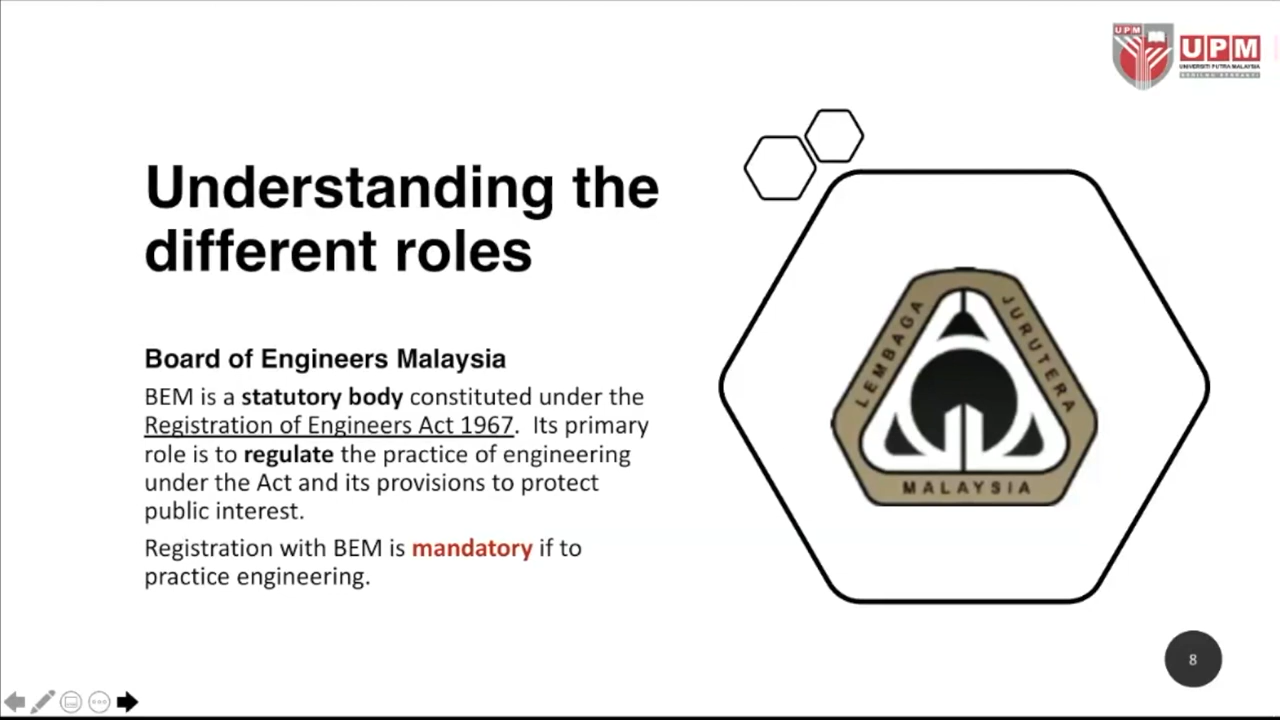 UPM
UPM
UNIVERSITI PUTRA MALAYSIA
BERILMU BERBAKTI
Understanding the
different roles
Board of Engineers Malaysia
BEM is a statutory body constituted under the
Registration of Engineers Act 1967. Its primary
role is to regulate the practice of engineering
under the Act and its provisions to protect
public interest.
Registration with BEM is mandatory if to
practice engineering.
LEMBAGA
JURUTERA
MALAYSIA
8